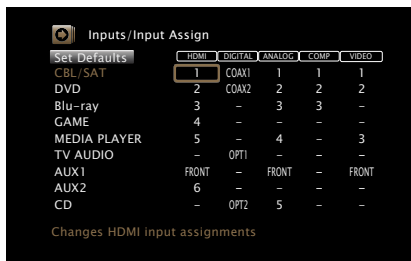 Inputs/Input Assign
Set Defaults HDMI DIGITAL ANALOG COMP VIDEO
CBL/SAT 1 COAX1 1 1 1
DVD 2 COAX2 2 2 2
Blu-ray 3 – 3 3 –
GAME 4 – – – –
MEDIA PLAYER 5 – 4 – 3
TV AUDIO – OPT1 – – –
AUX1 FRONT – FRONT – FRONT
AUX2 6 – – – –
CD – OPT2 5 – –
Changes HDMI input assignments